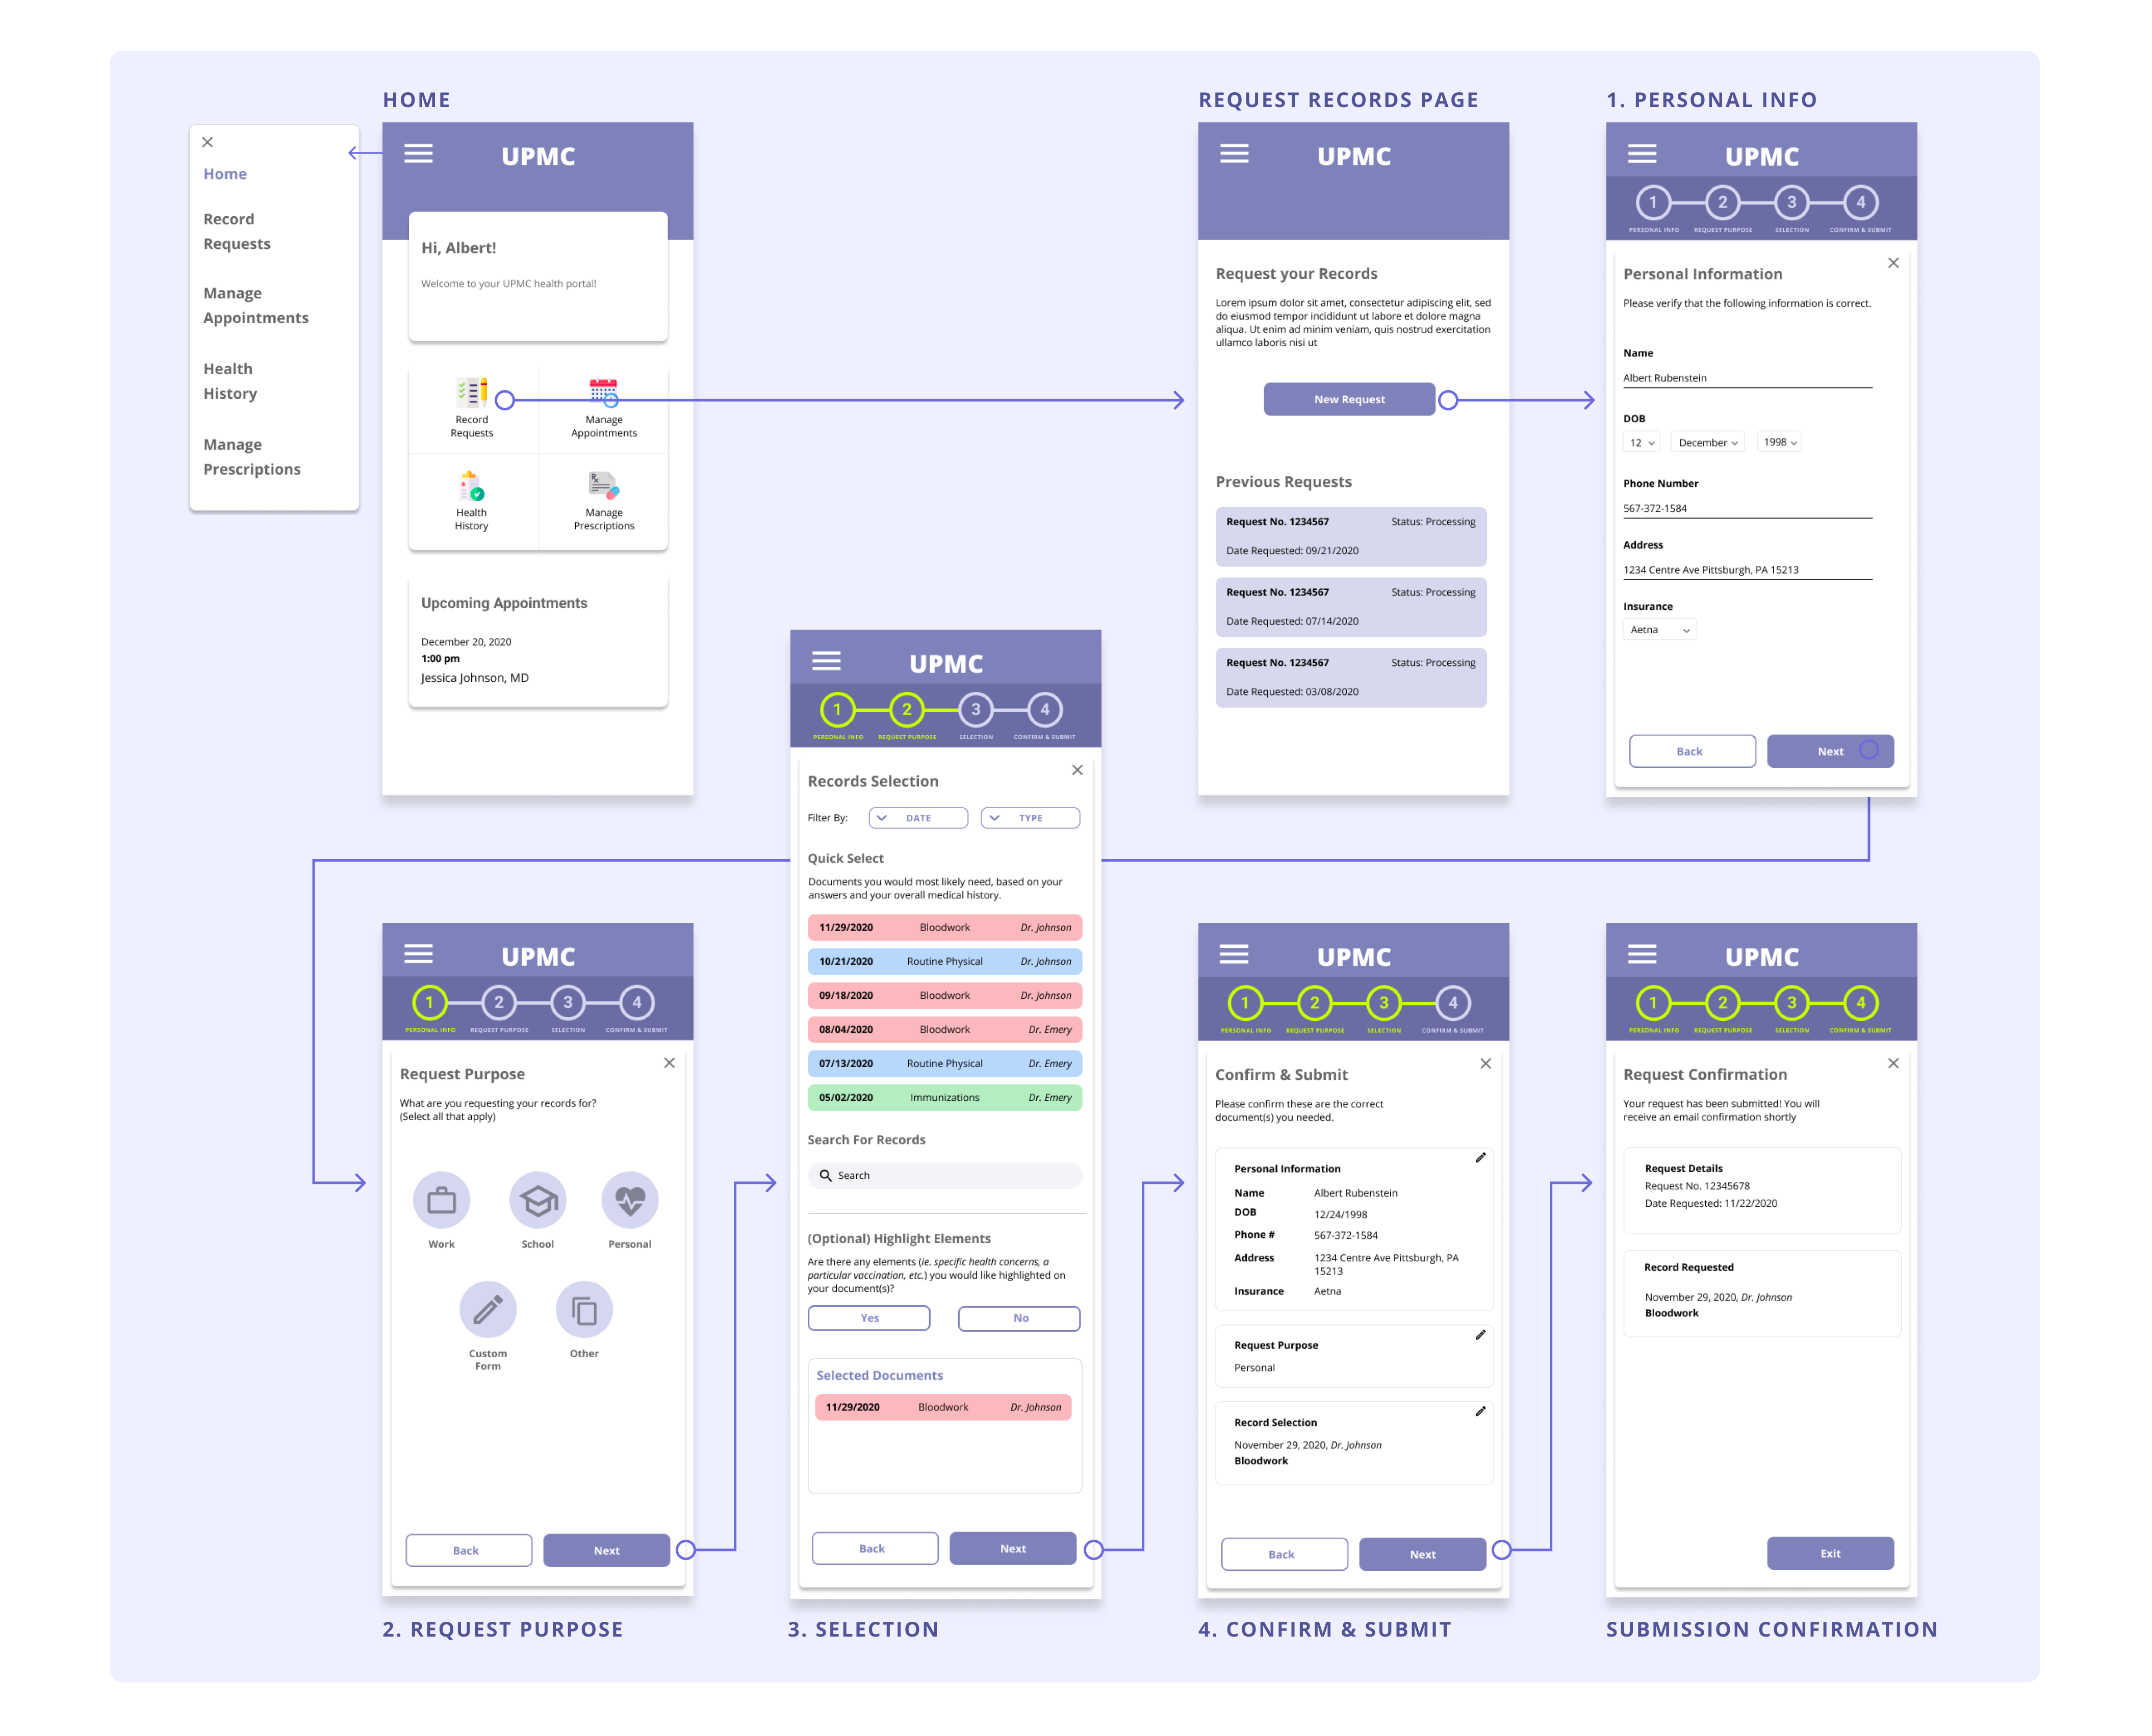 HOME
Home
Record
Requests
Manage
Appointments
Health
History
Manage
Prescriptions
UPMC
Hi, Albert!
Welcome to your UPMC health portal!
Record
Requests
Manage
Appointments
Health
History
Manage
Prescriptions
Upcoming Appointments
December 20, 2020
1:00 pm
Jessica Johnson, MD
REQUEST RECORDS PAGE
UPMC
Request your Records
Lorem ipsum dolor sit amet, consectetur adipiscing elit, sed
do eiusmod tempor incididunt ut labore et dolore magna
aliqua. Ut enim ad minim veniam, quis nostrud exercitation
ullamco laboris nisi ut
New Request
Previous Requests
Request No. 1234567 Status: Processing
Date Requested: 09/21/2020
Request No. 1234567 Status: Processing
Date Requested: 07/14/2020
Request No. 1234567 Status: Processing
Date Requested: 03/08/2020
1. PERSONAL INFO
UPMC
1 2 3 4
PERSONAL INFO REQUEST PURPOSE SELECTION CONFIRM & SUBMIT
Personal Information
Please verify that the following information is correct.
Name
Albert Rubenstein
DOB
12 December 1998
Phone Number
567-372-1584
Address
1234 Centre Ave Pittsburgh, PA 15213
Insurance
Aetna
Back Next
UPMC
1 2 3 4
PERSONAL INFO REQUEST PURPOSE SELECTION CONFIRM & SUBMIT
Request Purpose
What are you requesting your records for?
(Select all that apply)
Work School Personal
Custom
Form
Other
Back Next
2. REQUEST PURPOSE
UPMC
1 2 3 4
PERSONAL INFO REQUEST PURPOSE SELECTION CONFIRM & SUBMIT
Records Selection
Filter By: DATE TYPE
Quick Select
Documents you would most likely need, based on your
answers and your overall medical history.
11/29/2020 Bloodwork Dr. Johnson
10/21/2020 Routine Physical Dr. Johnson
09/18/2020 Bloodwork Dr. Johnson
08/04/2020 Bloodwork Dr. Emery
07/13/2020 Routine Physical Dr. Emery
05/02/2020 Immunizations Dr. Emery
Search For Records
Search
(Optional) Highlight Elements
Are there any elements (ie. specific health concerns, a
particular vaccination, etc.) you would like highlighted on
your document(s)?
Yes No
Selected Documents
11/29/2020 Bloodwork Dr. Johnson
Back Next
3. SELECTION
UPMC
1 2 3 4
PERSONAL INFO REQUEST PURPOSE SELECTION CONFIRM & SUBMIT
Confirm & Submit
Please confirm these are the correct
document(s) you needed.
Personal Information
Name Albert Rubenstein
DOB 12/24/1998
Phone # 567-372-1584
Address 1234 Centre Ave Pittsburgh, PA
15213
Insurance Aetna
Request Purpose
Personal
Record Selection
November 29, 2020, Dr. Johnson
Bloodwork
Back Next
4. CONFIRM & SUBMIT
UPMC
1 2 3 4
PERSONAL INFO REQUEST PURPOSE SELECTION CONFIRM & SUBMIT
Request Confirmation
Your request has been submitted! You will
receive an email confirmation shortly
Request Details
Request No. 12345678
Date Requested: 11/22/2020
Record Requested
November 29, 2020, Dr. Johnson
Bloodwork
Exit
SUBMISSION CONFIRMATION